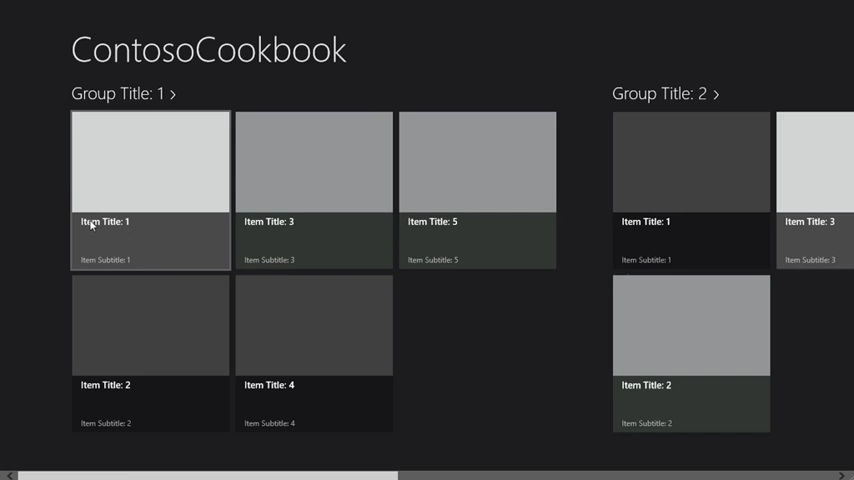 ContosoCookbook
Group Title: 1 >
Group Title: 2 >
Item Title: 1
Item Subtitle: 1
Item Title: 3
Item Subtitle: 3
Item Title: 5
Item Subtitle: 5
Item Title: 1
Item Subtitle: 1
Item Title: 3
Item Subtitle: 3
Item Title: 2
Item Subtitle: 2
Item Title: 4
Item Subtitle: 4
Item Title: 2
Item Subtitle: 2